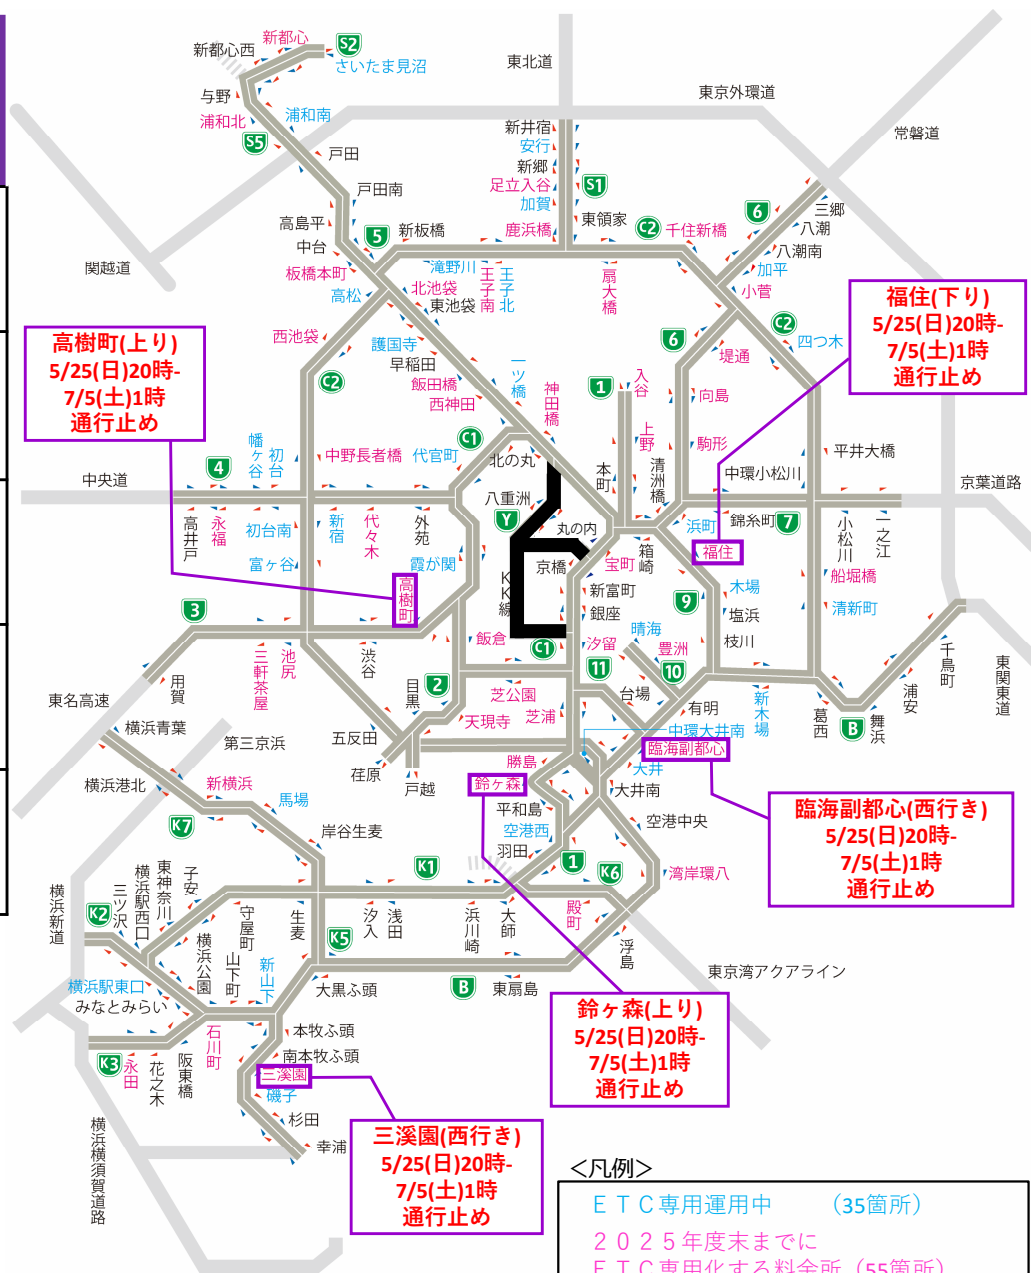 新都心
新都心西
S2
さいたま見沼
与野
浦和北
浦和南
S5
戸田
戸田南
高島平
中台
5
新板橋
板橋本町
高松
関越道
東北道
東京外環道
常磐道
新井宿
安行
新郷
足立入谷
加賀
鹿浜橋
S1
東領家
C2
千住新橋
6
三郷
八潮
八潮南
加平
小菅
滝野川
王子南
王子北
扇大橋
北池袋
東池袋
西池袋
護国寺
早稲田
飯田橋
西神田
一ツ橋
神田橋
C2
6
C2
四つ木
堤通
1
入谷
上野
向島
駒形
福住(下り)
5/25(日)20時-
7/5(土)1時
通行止め
高樹町(上り)
5/25(日)20時-
7/5(土)1時
通行止め
中央道
4
幡ヶ谷
初台
中野長者橋
代官町
C1
北の丸
八重洲
Y
丸の内
本町
清洲橋
中環小松川
平井大橋
京葉道路
高井戸
永福
初台南
新宿
代々木
外苑
富ヶ谷
霞が関
京橋
宝町
箱崎
浜町
錦糸町
7
小松川
一之江
福住
船堀橋
清新町
高樹町
KK線
新富町
銀座
9
木場
塩浜
枝川
3
飯倉
C1
汐留
晴海
豊洲
11
10
三軒茶屋
池尻
渋谷
用賀
東名高速
目黒
2
芝公園
天現寺
芝浦
台場
有明
新木場
葛西
B
舞浜
浦安
千鳥町
東関東道
五反田
荏原
戸越
中環大井南
臨海副都心
勝島
大井
大井南
鈴ヶ森
平和島
空港西
羽田
空港中央
湾岸環八
臨海副都心(西行き)
5/25(日)20時-
7/5(土)1時
通行止め
横浜青葉
第三京浜
横浜港北
新横浜
馬場
K7
岸谷生麦
K1
1
K6
横浜新道
K2
三ツ沢
横浜駅西口
東神奈川
子安
守屋町
生麦
汐入
浅田
浜川崎
大師
殿町
浮島
K5
横浜公園
山下町
新山下
横浜駅東口
みなとみらい
大黒ふ頭
B
東扇島
東京湾アクアライン
K3
永田
花之木
阪東橋
石川町
本牧ふ頭
南本牧ふ頭
三溪園
磯子
杉田
幸浦
横浜横須賀道路
鈴ヶ森(上り)
5/25(日)20時-
7/5(土)1時
通行止め
三溪園(西行き)
5/25(日)20時-
7/5(土)1時
通行止め
＜凡例＞
ＥＴＣ専用運用中　　（35箇所）
２０２５年度末までに
ＥＴＣ専用化する料金所（55箇所）